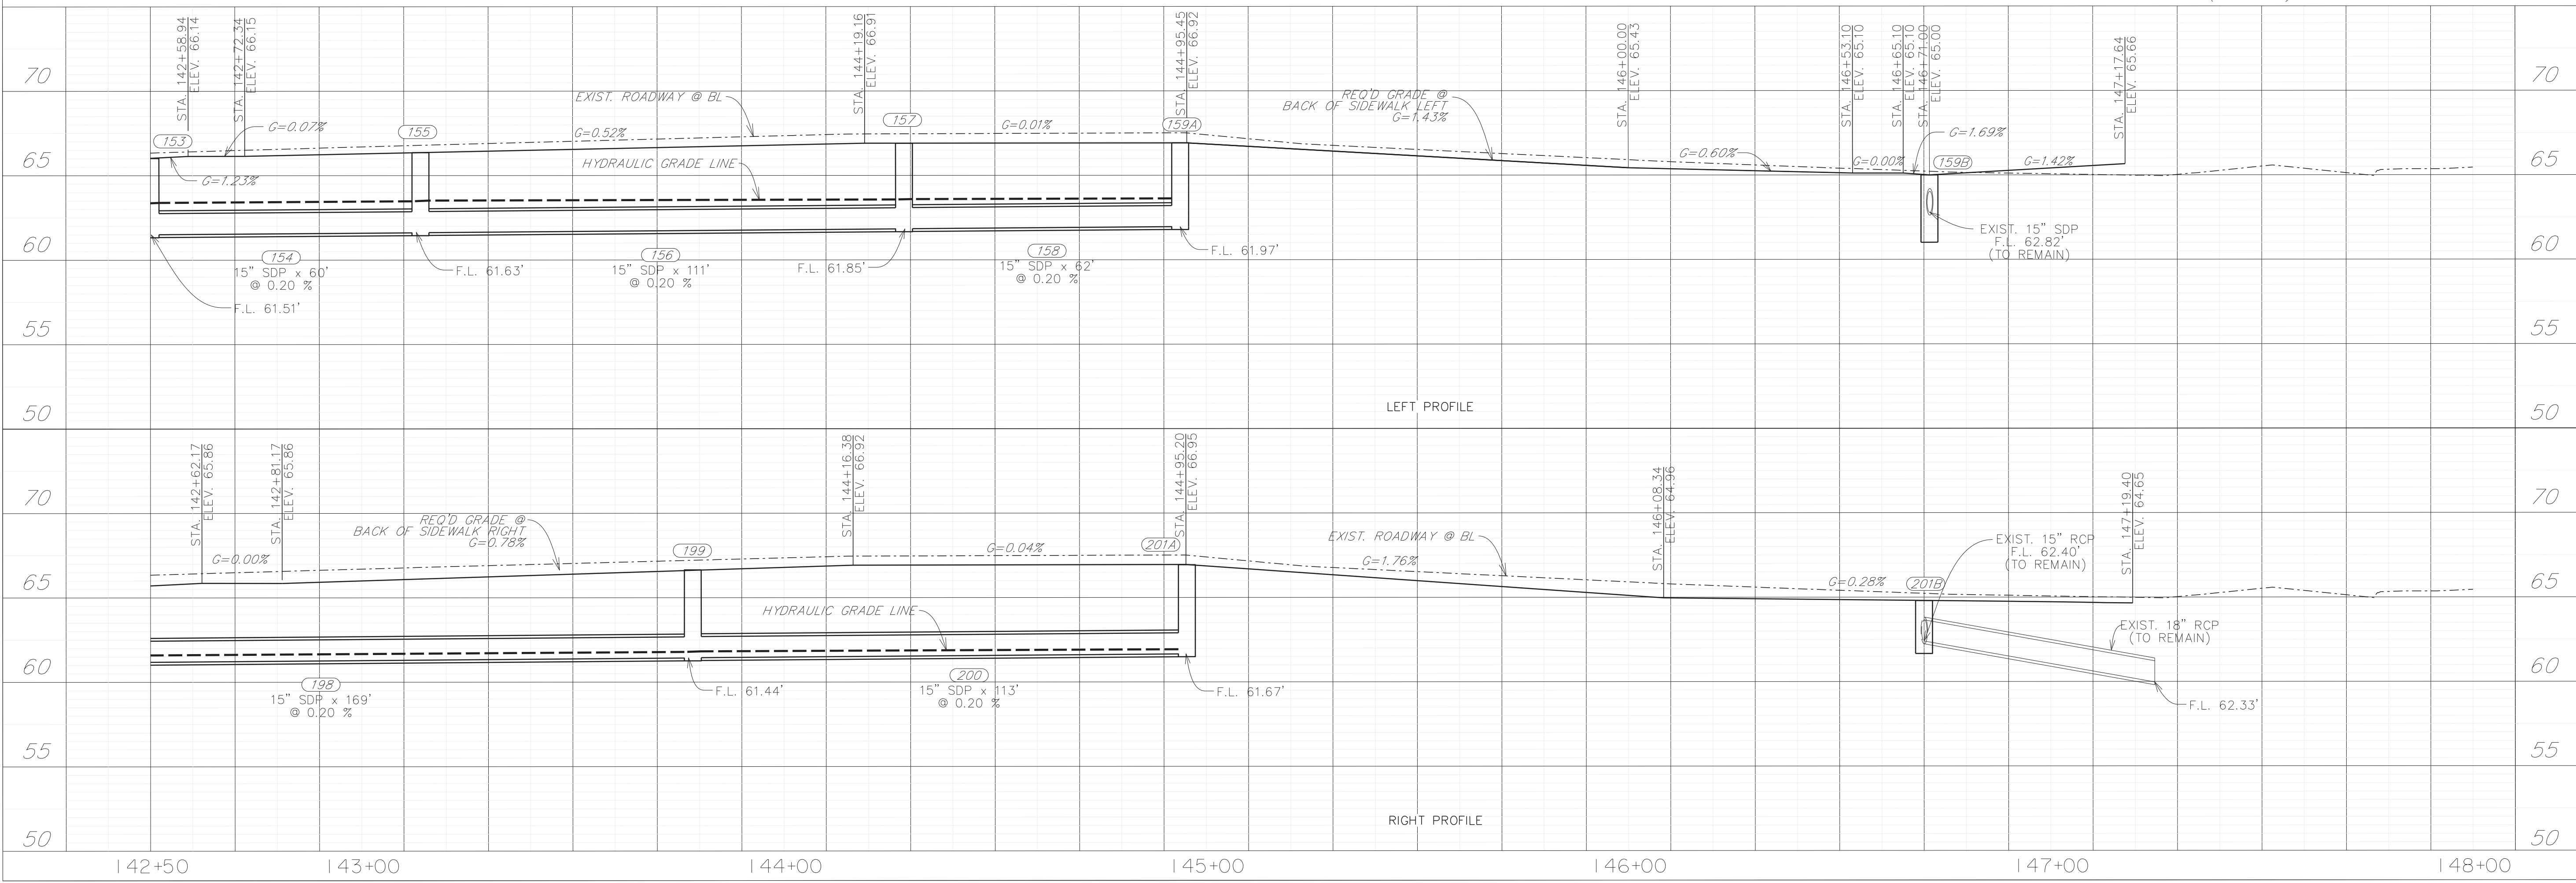 STA. 142+58.94
ELEV. 66.14
STA. 142+72.34
ELEV. 66.15
STA. 144+19.16
ELEV. 66.91
STA. 144+95.45
ELEV. 66.92
STA. 146+00.00
ELEV. 65.43
STA. 146+53.10
ELEV. 65.10
STA. 146+65.10
ELEV. 65.10
STA. 146+71.00
ELEV. 65.00
STA. 147+17.64
ELEV. 65.66
70
70
EXIST. ROADWAY @ BL
REQ'D GRADE @
BACK OF SIDEWALK LEFT
G=1.43%
153
G=0.07%
155
G=0.52%
157
G=0.01%
159A
G=0.60%
G=0.00%
G=1.69%
159B
G=1.42%
65
65
G=1.23%
HYDRAULIC GRADE LINE
EXIST. 15" SDP
F.L. 62.82'
(TO REMAIN)
60
60
154
15" SDP x 60'
@ 0.20 %
F.L. 61.51'
F.L. 61.63'
156
15" SDP x 111'
@ 0.20 %
F.L. 61.85'
158
15" SDP x 62'
@ 0.20 %
F.L. 61.97'
55
55
50
50
LEFT PROFILE
STA. 142+62.17
ELEV. 65.86
STA. 142+81.17
ELEV. 65.86
STA. 144+16.38
ELEV. 66.92
STA. 144+95.20
ELEV. 66.95
STA. 146+08.34
ELEV. 64.96
STA. 147+19.40
ELEV. 64.65
70
70
REQ'D GRADE @
BACK OF SIDEWALK RIGHT
G=0.78%
G=0.00%
199
G=0.04%
201A
EXIST. ROADWAY @ BL
G=1.76%
G=0.28%
201B
EXIST. 15" RCP
F.L. 62.40'
(TO REMAIN)
65
65
HYDRAULIC GRADE LINE
EXIST. 18" RCP
(TO REMAIN)
60
60
198
15" SDP x 169'
@ 0.20 %
F.L. 61.44'
200
15" SDP x 113'
@ 0.20 %
F.L. 61.67'
F.L. 62.33'
55
55
50
50
RIGHT PROFILE
142+50
143+00
144+00
145+00
146+00
147+00
148+00